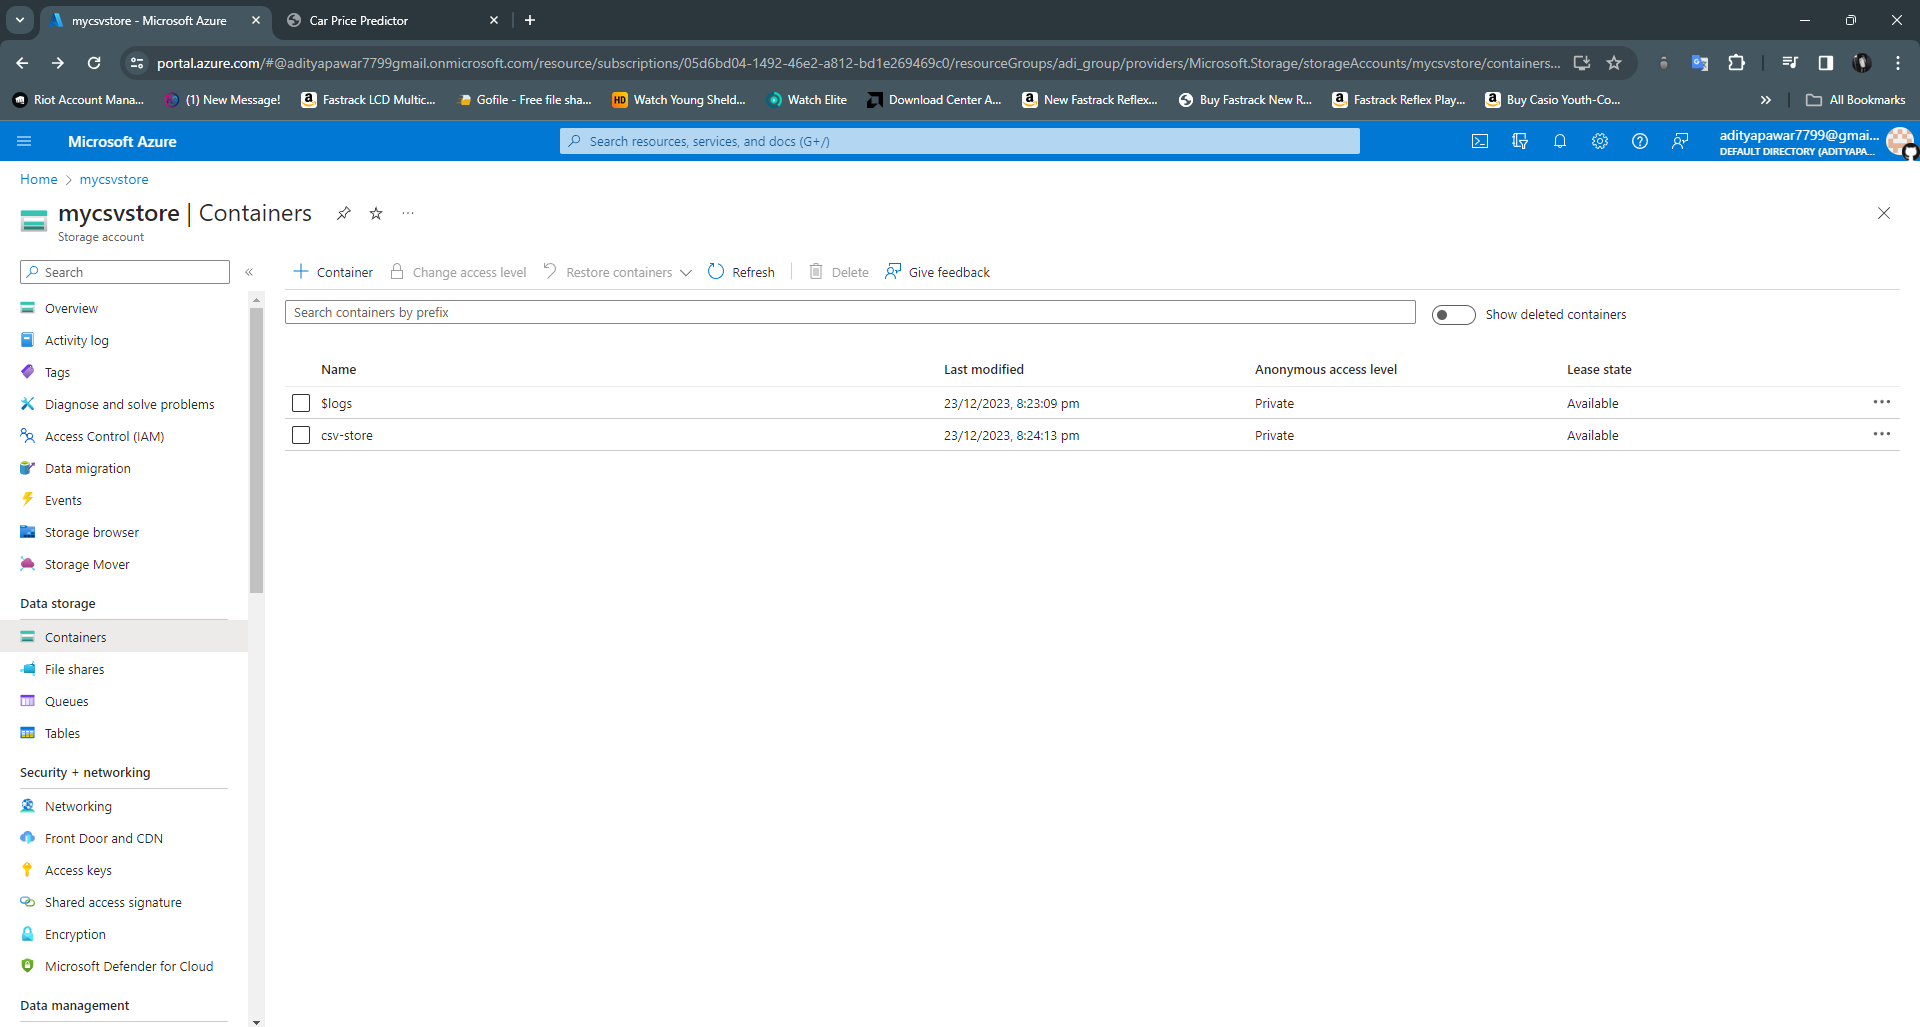 mycsvstore - Microsoft Azure
Car Price Predictor
portal.azure.com/#@adityapawar7799gmail.onmicrosoft.com/resource/subscriptions/05d6bd04-1492-46e2-a812-bd1e269469c0/resourceGroups/adi_group/providers/Microsoft.Storage/storageAccounts/mycsvstore/containers...
Riot Account Mana... (1) New Message! Fastrack LCD Multic... Gofile - Free file sha... HD Watch Young Sheld... Watch Elite Download Center A... New Fastrack Reflex... Buy Fastrack New R... Fastrack Reflex Play... Buy Casio Youth-Co... All Bookmarks
Microsoft Azure
Search resources, services, and docs (G+/)
adityapawar7799@gmai...
DEFAULT DIRECTORY (ADITYAPA...
Home > mycsvstore
mycsvstore | Containers
Storage account
Search
Container Change access level Restore containers Refresh Delete Give feedback
Search containers by prefix
Show deleted containers
Name Last modified Anonymous access level Lease state
$logs 23/12/2023, 8:23:09 pm Private Available
csv-store 23/12/2023, 8:24:13 pm Private Available
Overview
Activity log
Tags
Diagnose and solve problems
Access Control (IAM)
Data migration
Events
Storage browser
Storage Mover
Data storage
Containers
File shares
Queues
Tables
Security + networking
Networking
Front Door and CDN
Access keys
Shared access signature
Encryption
Microsoft Defender for Cloud
Data management